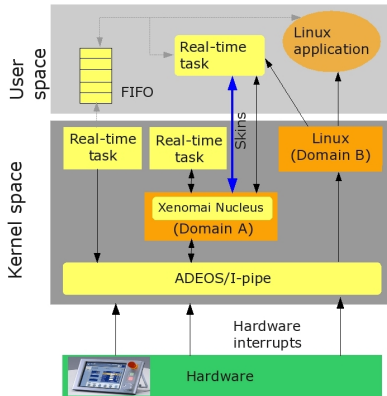 User space
Real-time
task
Linux
application
FIFO
Skins
Kernel space
Real-time
task
Real-time
task
Linux
(Domain B)
Xenomai Nucleus
(Domain A)
ADEOS/I-pipe
Hardware
interrupts
Hardware